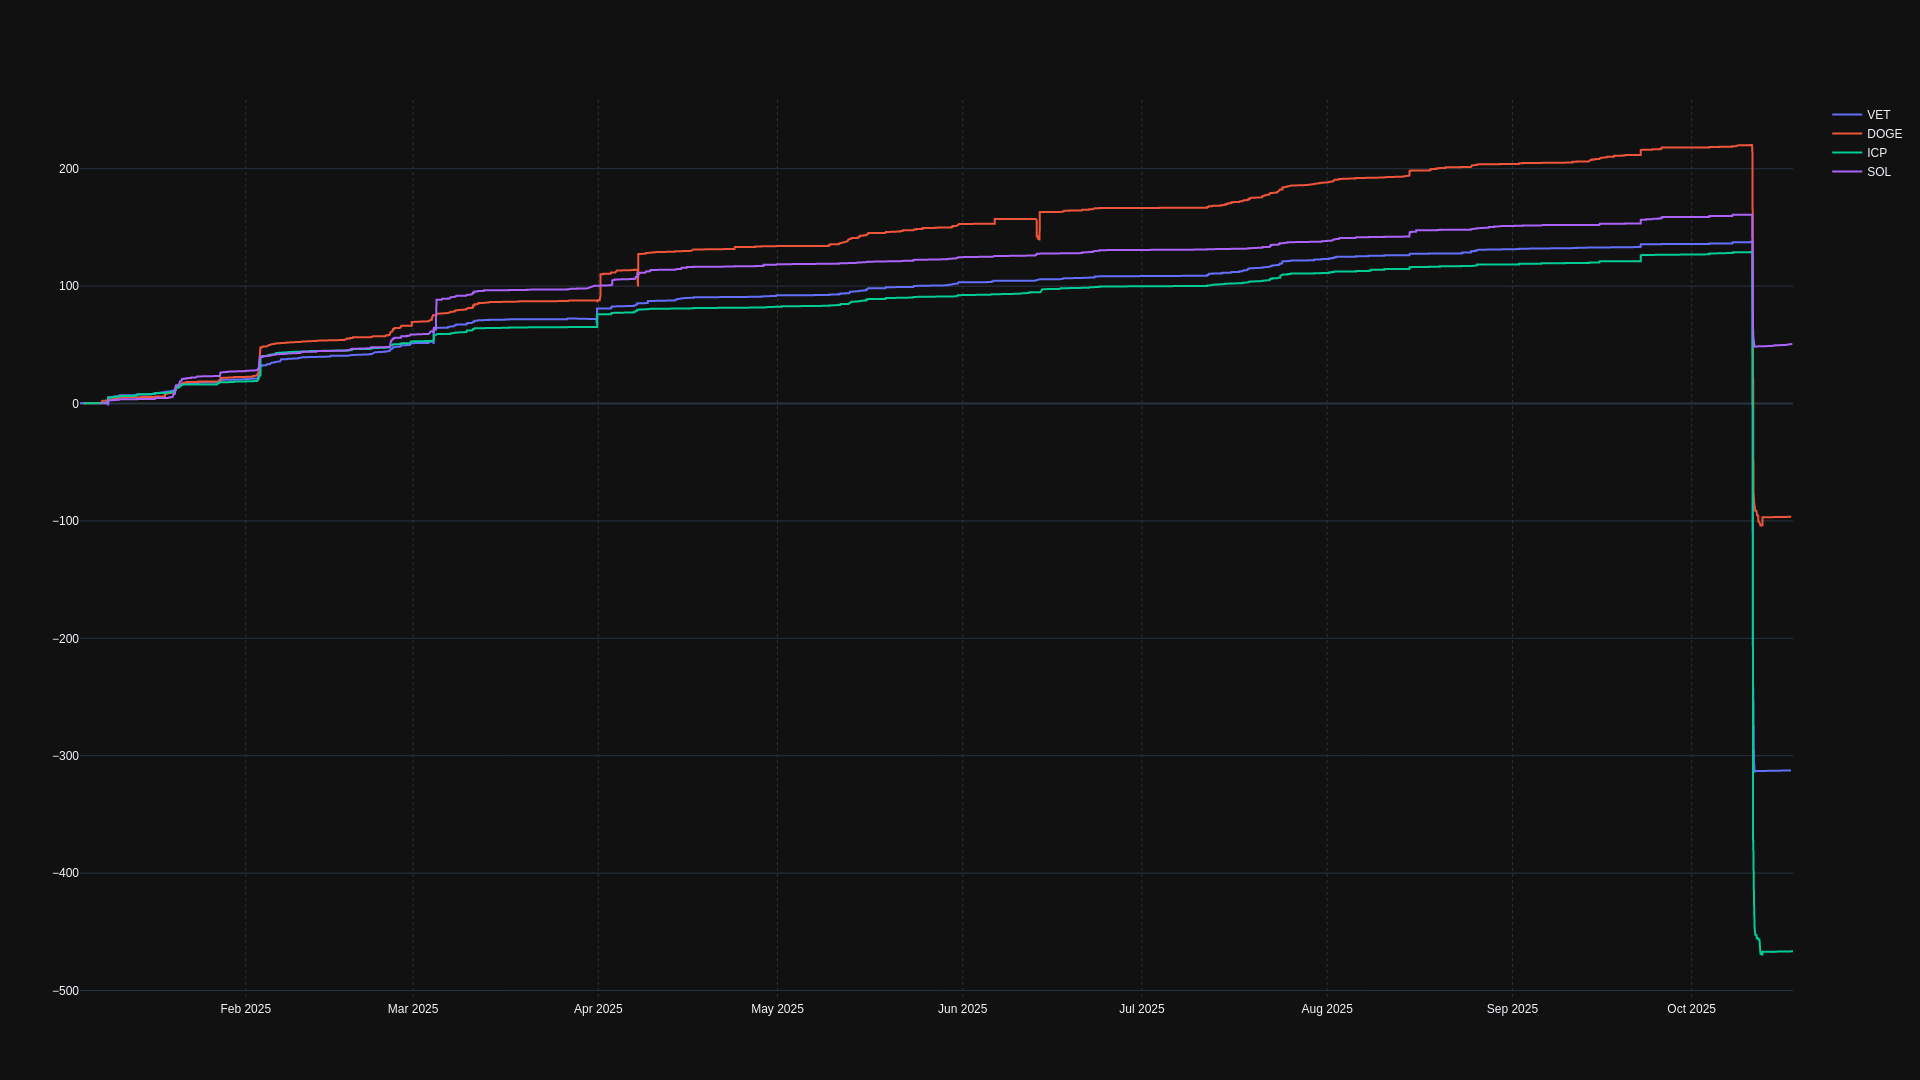 VET
DOGE
ICP
SOL
200
100
0
−100
−200
−300
−400
−500
Feb 2025
Mar 2025
Apr 2025
May 2025
Jun 2025
Jul 2025
Aug 2025
Sep 2025
Oct 2025